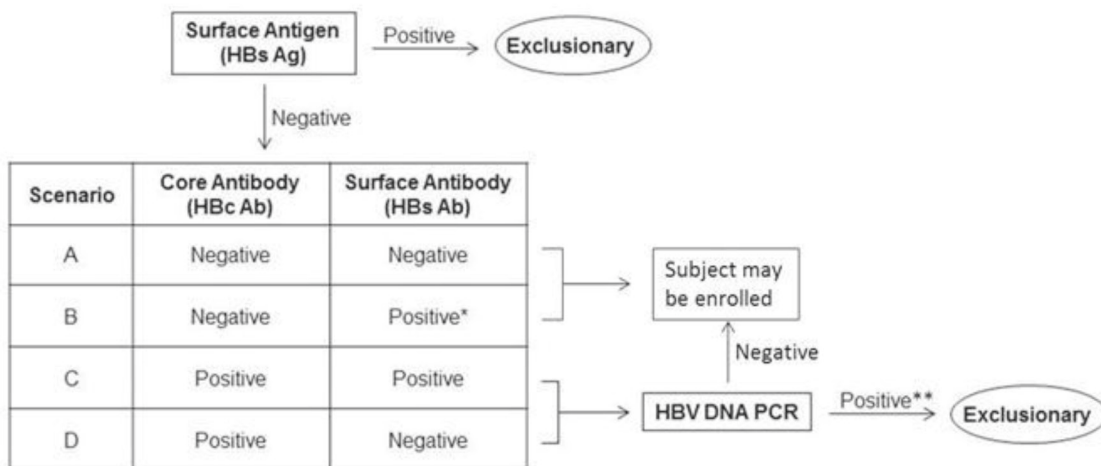 Surface Antigen
(HBs Ag)
Positive
Exclusionary
Negative
Scenario
Core Antibody
(HBc Ab)
Surface Antibody
(HBs Ab)
A
Negative
Negative
B
Negative
Positive*
C
Positive
Positive
D
Positive
Negative
Subject may
be enrolled
Negative
HBV DNA PCR
Positive**
Exclusionary